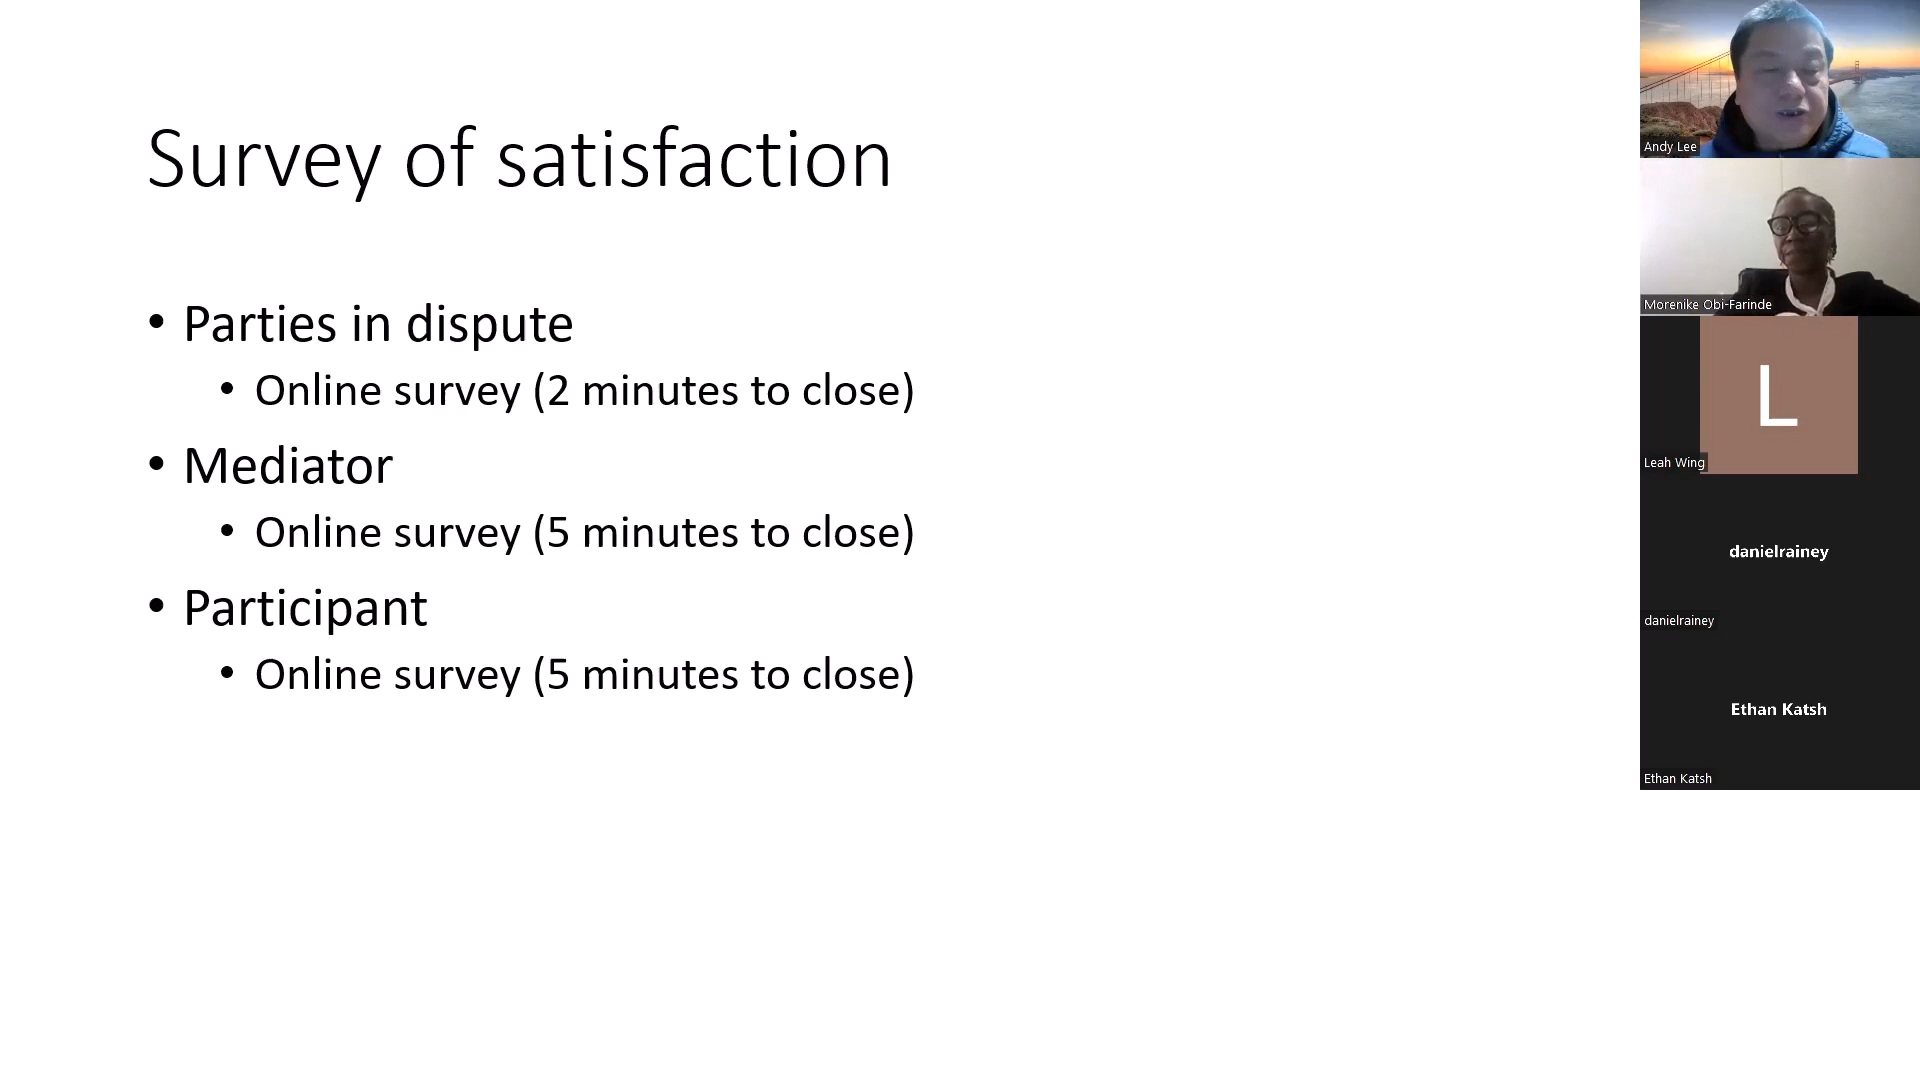 Survey of satisfaction
• Parties in dispute
• Online survey (2 minutes to close)
• Mediator
• Online survey (5 minutes to close)
• Participant
• Online survey (5 minutes to close)
Andy Lee
Morenike Obi-Farinde
L
Leah Wing
danielrainey
danielrainey
Ethan Katsh
Ethan Katsh